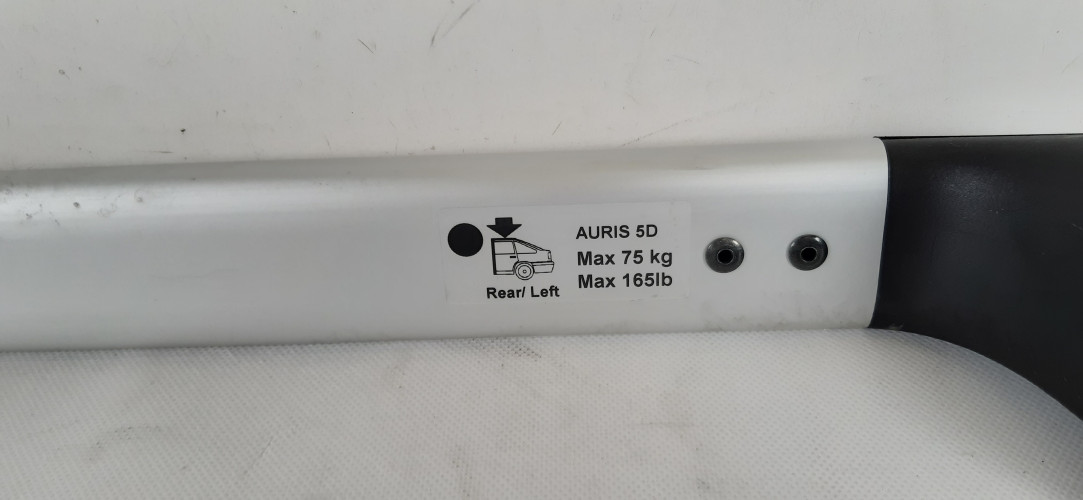 AURIS 5D
Max 75 kg
Max 165lb
Rear/ Left